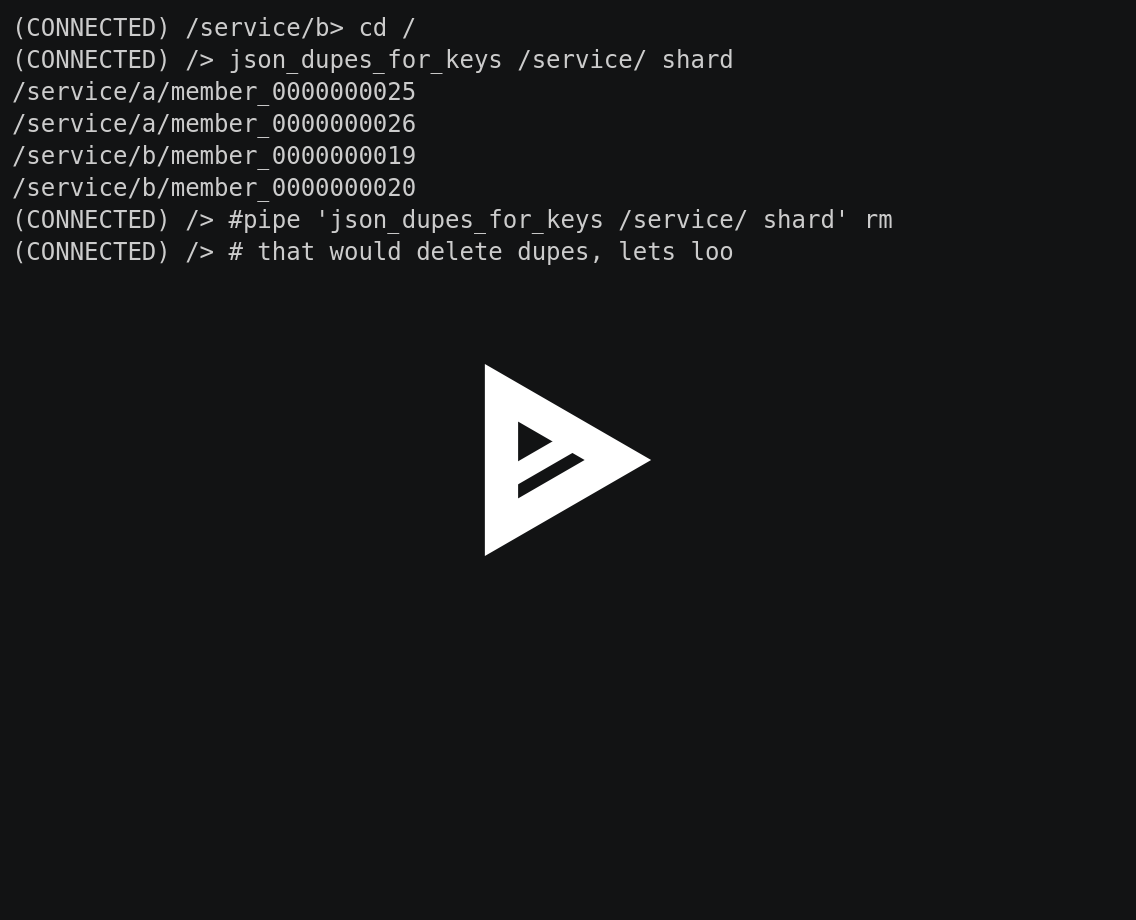 (CONNECTED) /service/b> cd /
(CONNECTED) /> json_dupes_for_keys /service/ shard
/service/a/member_0000000025
/service/a/member_0000000026
/service/b/member_0000000019
/service/b/member_0000000020
(CONNECTED) /> #pipe 'json_dupes_for_keys /service/ shard' rm
(CONNECTED) /> # that would delete dupes, lets loo